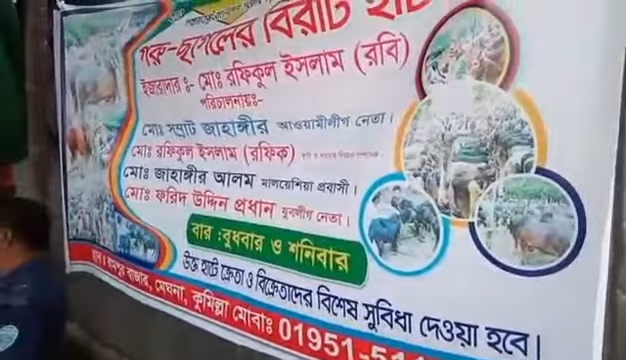 গরু-ছাগলের বিরাট হাট
ইজারাদার ঃ- মোঃ রফিকুল ইসলাম (রবি)
পরিচালনায়ঃ-
মোঃ সম্রাট জাহাঙ্গীর আওয়ামীলীগ নেতা।
মোঃ রফিকুল ইসলাম (রফিক)
মোঃ জাহাঙ্গীর আলম মালয়েশিয়া প্রবাসী।
মোঃ ফরিদ উদ্দিন প্রধান যুবলীগ নেতা।
বার : বুধবার ও শনিবার
উক্ত হাটে ক্রেতা ও বিক্রেতাদের বিশেষ সুবিধা দেওয়া হবে।
বাজার, মেঘনা, কুমিল্লা মোবাঃ 01951-51